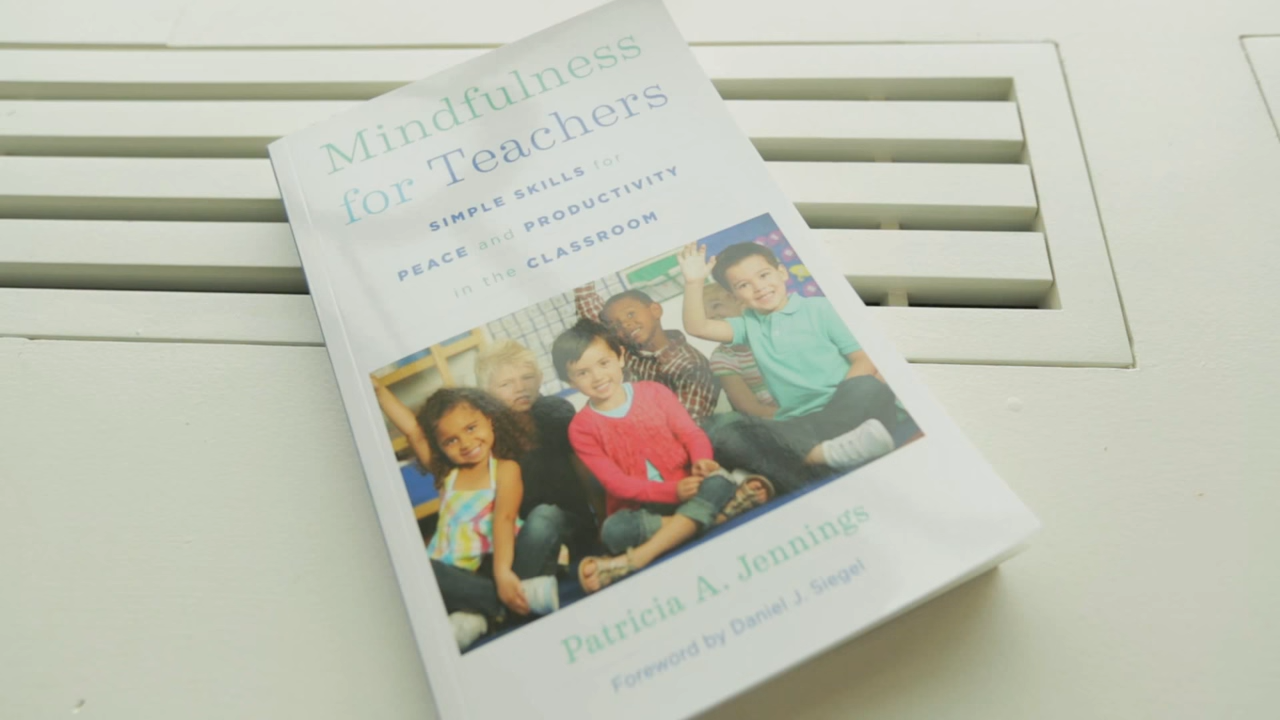 Mindfulness
for Teachers
SIMPLE SKILLS for
PEACE and PRODUCTIVITY
in the CLASSROOM
Patricia A. Jennings
Foreword by Daniel J. Siegel